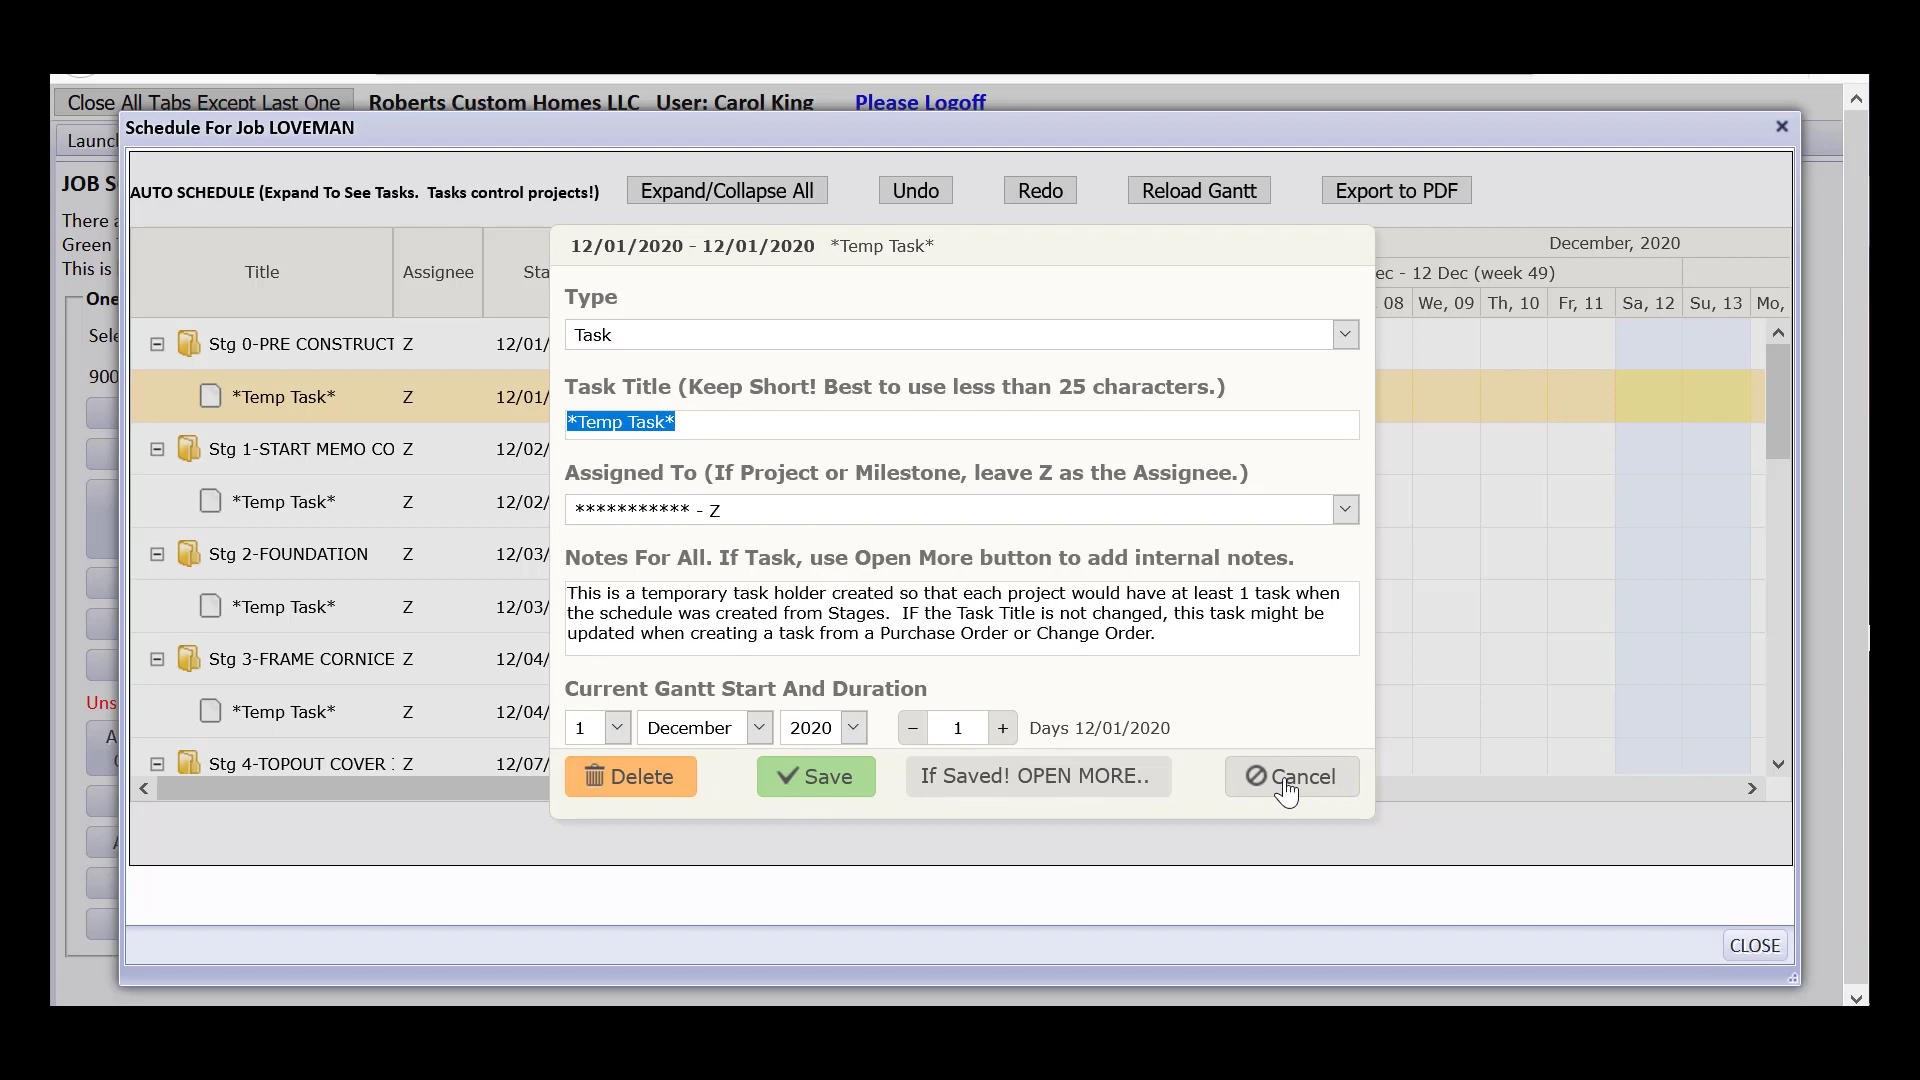 Close All Tabs Except Last One Roberts Custom Homes LLC User: Carol King Please Logoff
Schedule For Job LOVEMAN
Launc
JOB S
AUTO SCHEDULE (Expand To See Tasks. Tasks control projects!) Expand/Collapse All Undo Redo Reload Gantt Export to PDF
There a
Green
This is
One
Sele
900
Uns
Title Assignee Sta
December, 2020
ec - 12 Dec (week 49)
08 We, 09 Th, 10 Fr, 11 Sa, 12 Su, 13 Mo,
Stg 0-PRE CONSTRUCT Z 12/01/
*Temp Task* Z 12/01/
Stg 1-START MEMO CO Z 12/02/
*Temp Task* Z 12/02/
Stg 2-FOUNDATION Z 12/03/
*Temp Task* Z 12/03/
Stg 3-FRAME CORNICE Z 12/04/
*Temp Task* Z 12/04/
Stg 4-TOPOUT COVER Z 12/07/
12/01/2020 - 12/01/2020 *Temp Task*
Type
Task
Task Title (Keep Short! Best to use less than 25 characters.)
*Temp Task*
Assigned To (If Project or Milestone, leave Z as the Assignee.)
*********** - Z
Notes For All. If Task, use Open More button to add internal notes.
This is a temporary task holder created so that each project would have at least 1 task when
the schedule was created from Stages. IF the Task Title is not changed, this task might be
updated when creating a task from a Purchase Order or Change Order.
Current Gantt Start And Duration
1 December 2020 − 1 + Days 12/01/2020
Delete Save If Saved! OPEN MORE.. Cancel
CLOSE